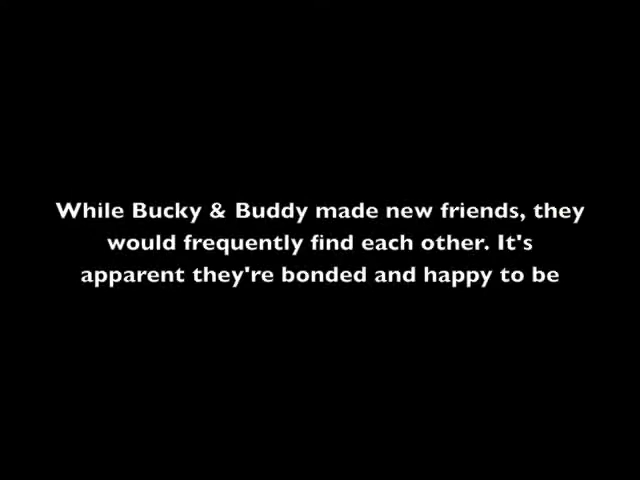 While Bucky & Buddy made new friends, they
would frequently find each other. It's
apparent they're bonded and happy to be